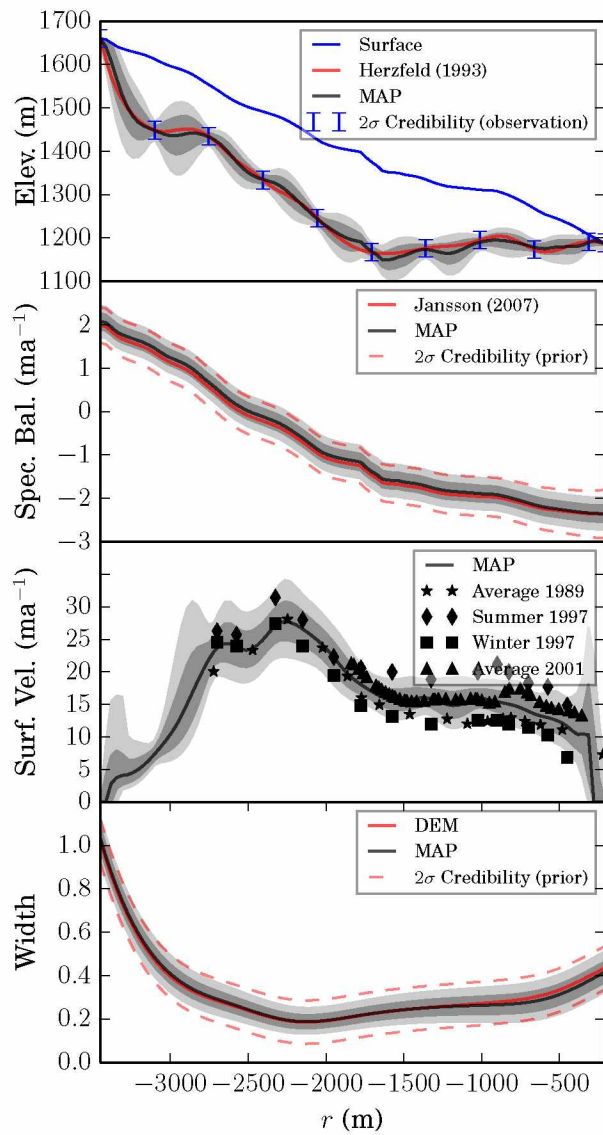 1700
1600
1500
1400
1300
1200
1100
Elev. (m)
Surface
Herzfeld (1993)
MAP
2σ Credibility (observation)
2
1
0
−1
−2
−3
Spec. Bal. (ma⁻¹)
Jansson (2007)
MAP
2σ Credibility (prior)
30
25
20
15
10
5
0
Surf. Vel. (ma⁻¹)
MAP
Average 1989
Summer 1997
Winter 1997
Average 2001
1.0
0.8
0.6
0.4
0.2
0.0
Width
DEM
MAP
2σ Credibility (prior)
−3000 −2500 −2000 −1500 −1000 −500
r (m)